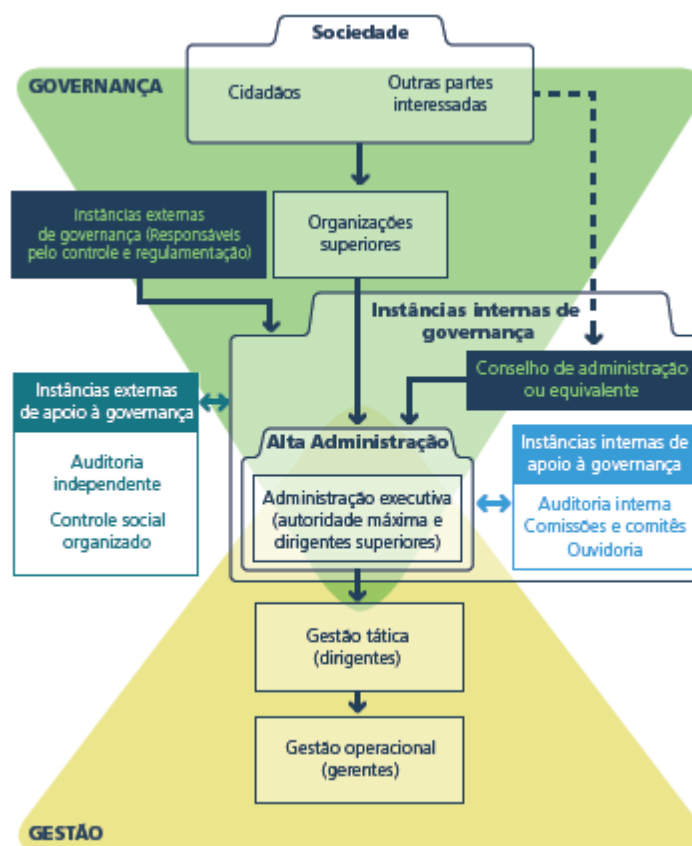 Sociedade
GOVERNANÇA
Cidadãos
Outras partes
interessadas
Instâncias externas
de governança (Responsáveis
pelo controle e regulamentação)
Organizações
superiores
Instâncias internas de
governança
Conselho de administração
ou equivalente
Instâncias externas
de apoio à governança
Auditoria
independente
Controle social
organizado
Alta Administração
Administração executiva
(autoridade máxima e
dirigentes superiores)
Instâncias internas de
apoio à governança
Auditoria interna
Comissões e comitês
Ouvidoria
Gestão tática
(dirigentes)
Gestão operacional
(gerentes)
GESTÃO